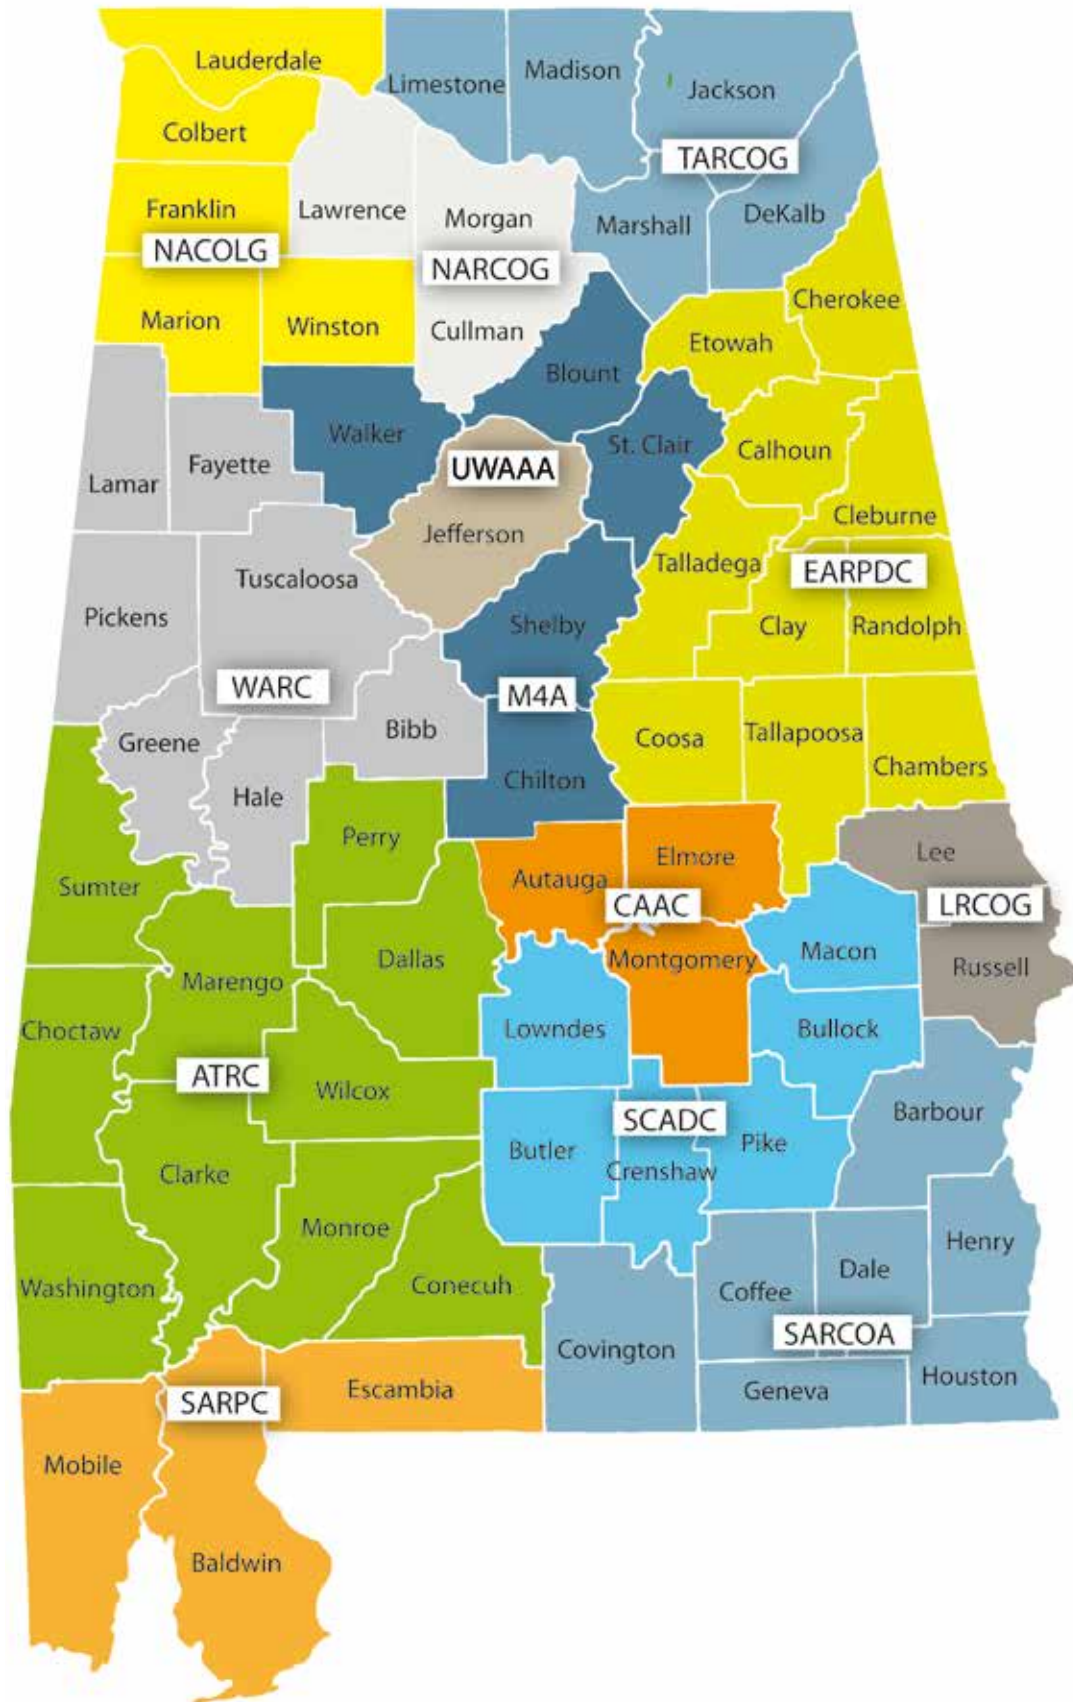 Lauderdale
Limestone
Madison
Jackson
Colbert
TARCOG
Franklin
Lawrence
Morgan
Marshall
DeKalb
NACOLG
NARCOG
Marion
Winston
Cullman
Cherokee
Etowah
Blount
Walker
St. Clair
Calhoun
Lamar
Fayette
UWAAA
Jefferson
Cleburne
Talladega
EARPDC
Tuscaloosa
Pickens
Shelby
Clay
Randolph
WARC
M4A
Greene
Bibb
Coosa
Tallapoosa
Chambers
Hale
Chilton
Perry
Sumter
Autauga
Elmore
Lee
CAAC
LRCOG
Marengo
Dallas
Montgomery
Macon
Russell
Choctaw
Lowndes
Bullock
ATRC
Wilcox
SCADC
Barbour
Butler
Crenshaw
Pike
Clarke
Monroe
Henry
Washington
Conecuh
Coffee
Dale
SARCOA
Covington
Geneva
Houston
SARPC
Escambia
Mobile
Baldwin